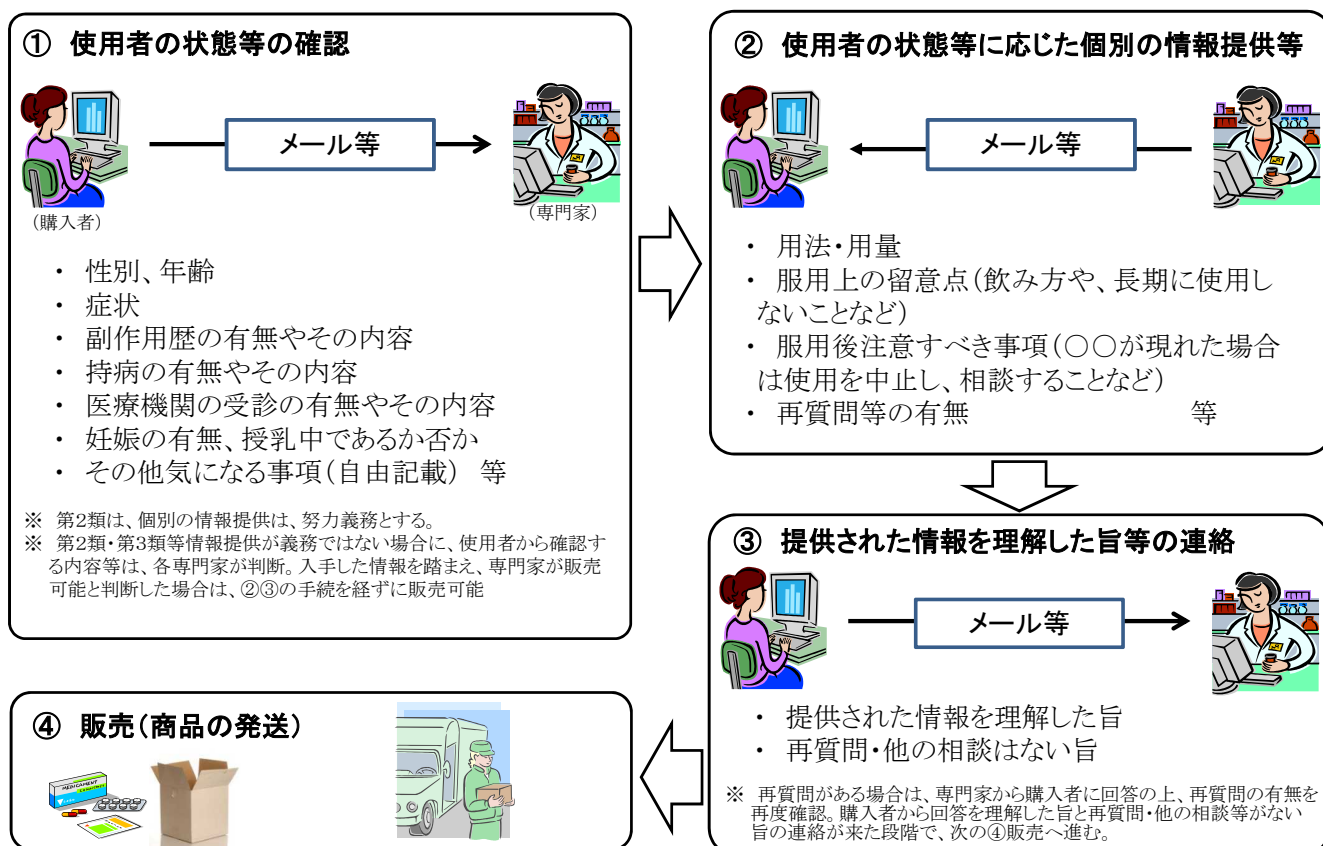 ① 使用者の状態等の確認
メール等
(購入者)
(専門家)
・ 性別、年齢
・ 症状
・ 副作用歴の有無やその内容
・ 持病の有無やその内容
・ 医療機関の受診の有無やその内容
・ 妊娠の有無、授乳中であるか否か
・ その他気になる事項(自由記載) 等
※ 第2類は、個別の情報提供は、努力義務とする。
※ 第2類・第3類等情報提供が義務ではない場合に、使用者から確認す
る内容等は、各専門家が判断。入手した情報を踏まえ、専門家が販売
可能と判断した場合は、②③の手続を経ずに販売可能
② 使用者の状態等に応じた個別の情報提供等
メール等
・ 用法・用量
・ 服用上の留意点(飲み方や、長期に使用し
ないことなど)
・ 服用後注意すべき事項(○○が現れた場合
は使用を中止し、相談することなど)
・ 再質問等の有無 等
③ 提供された情報を理解した旨等の連絡
メール等
・ 提供された情報を理解した旨
・ 再質問・他の相談はない旨
※ 再質問がある場合は、専門家から購入者に回答の上、再質問の有無を
再度確認。購入者から回答を理解した旨と再質問・他の相談等がない
旨の連絡が来た段階で、次の④販売へ進む。
④ 販売(商品の発送)
MEDICAMENT